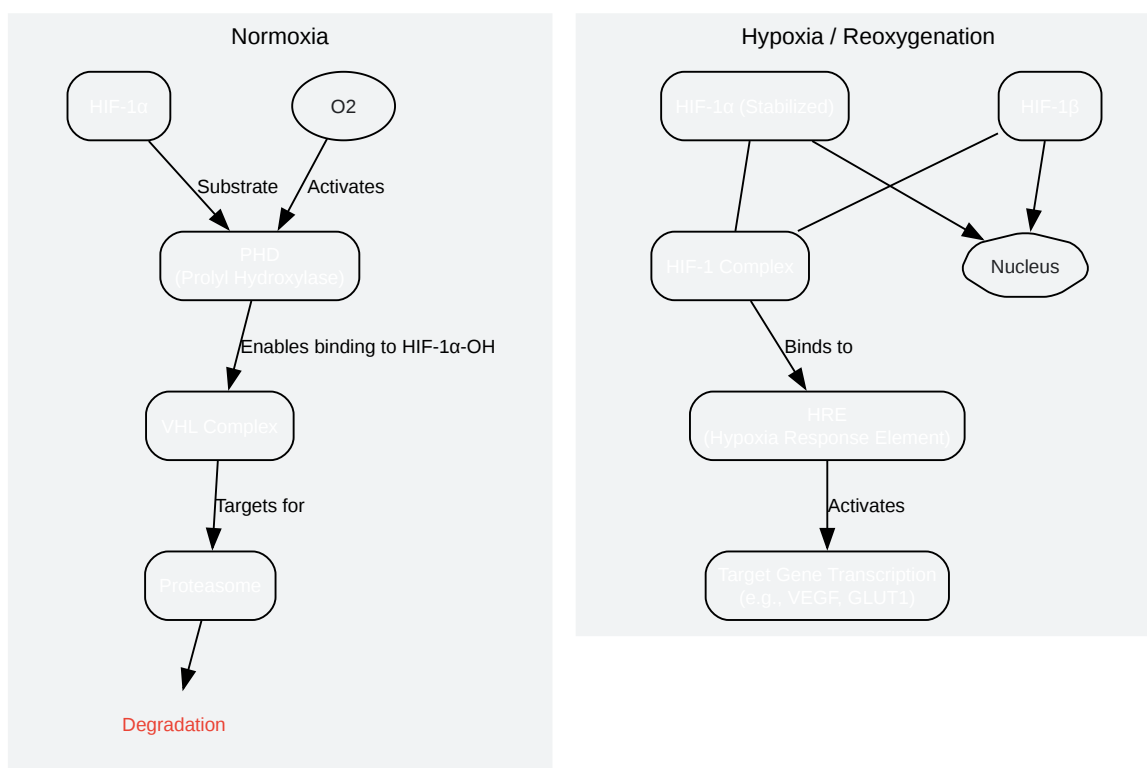 Normoxia
HIF-1α
O2
Substrate
Activates
PHD
(Prolyl Hydroxylase)
Enables binding to HIF-1α-OH
VHL Complex
Targets for
Proteasome
Degradation
Hypoxia / Reoxygenation
HIF-1α (Stabilized)
HIF-1β
HIF-1 Complex
Nucleus
Binds to
HRE
(Hypoxia Response Element)
Activates
Target Gene Transcription
(e.g., VEGF, GLUT1)